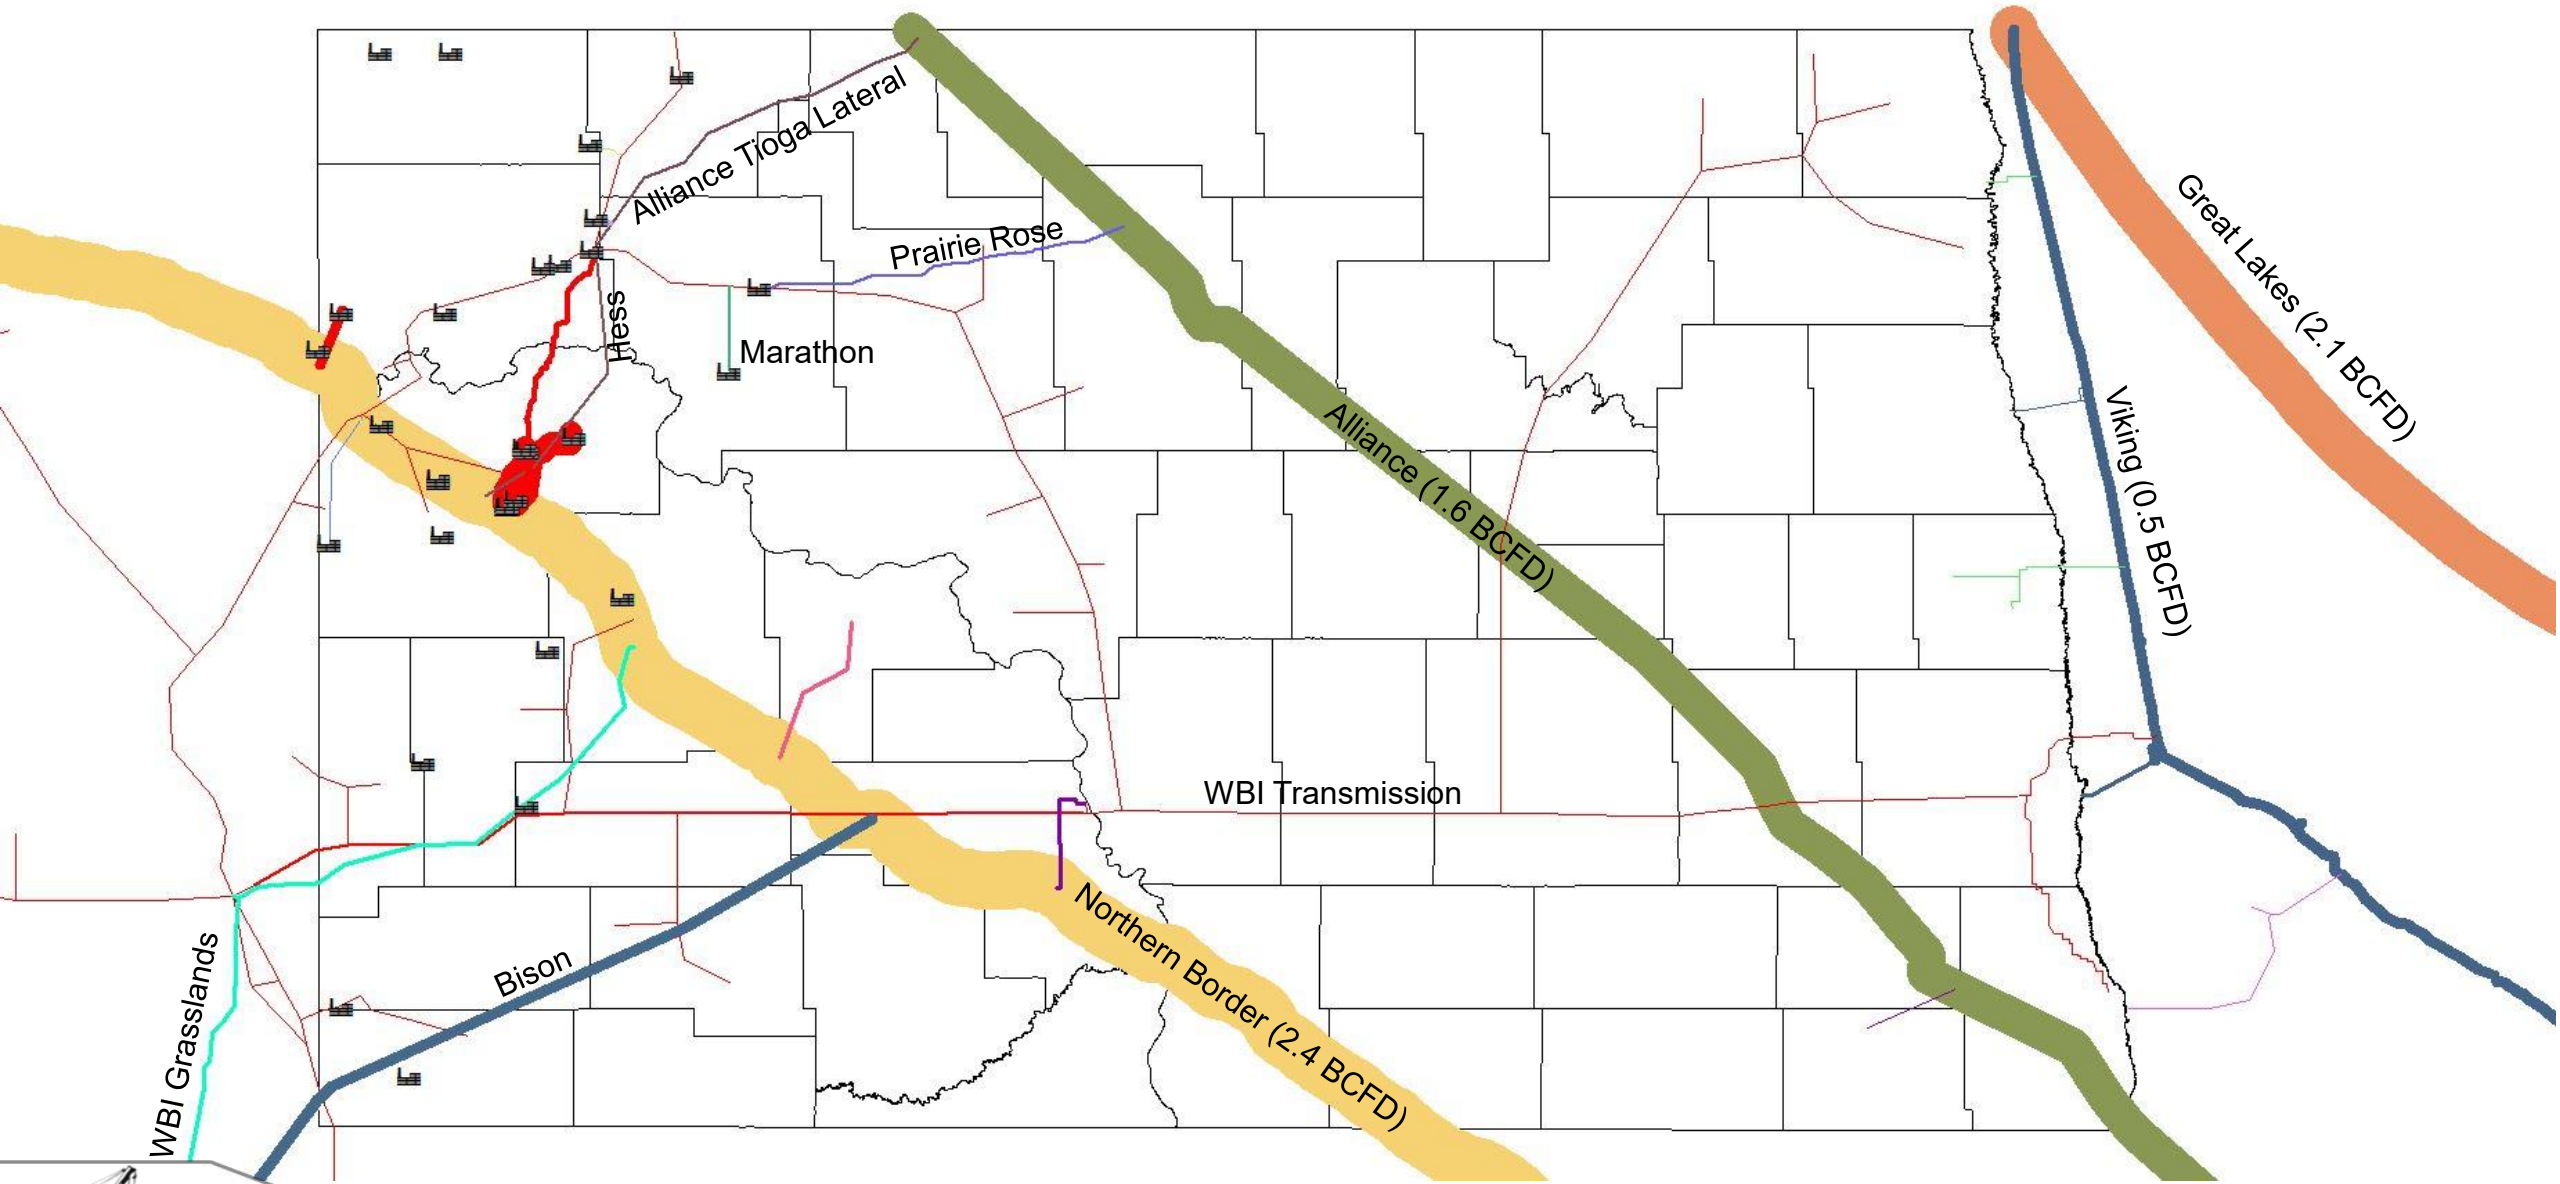 Alliance Tioga Lateral
Great Lakes (2.1 BCFD)
Prairie Rose
Hess
Marathon
Alliance (1.6 BCFD)
Viking (0.5 BCFD)
WBI Transmission
Northern Border (2.4 BCFD)
Bison
WBI Grasslands